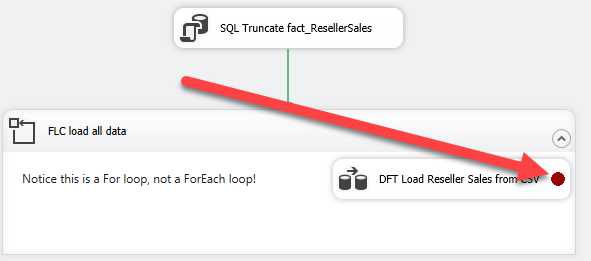 SQL Truncate fact_ResellerSales
FLC load all data
Notice this is a For loop, not a ForEach loop!
DFT Load Reseller Sales from CSV